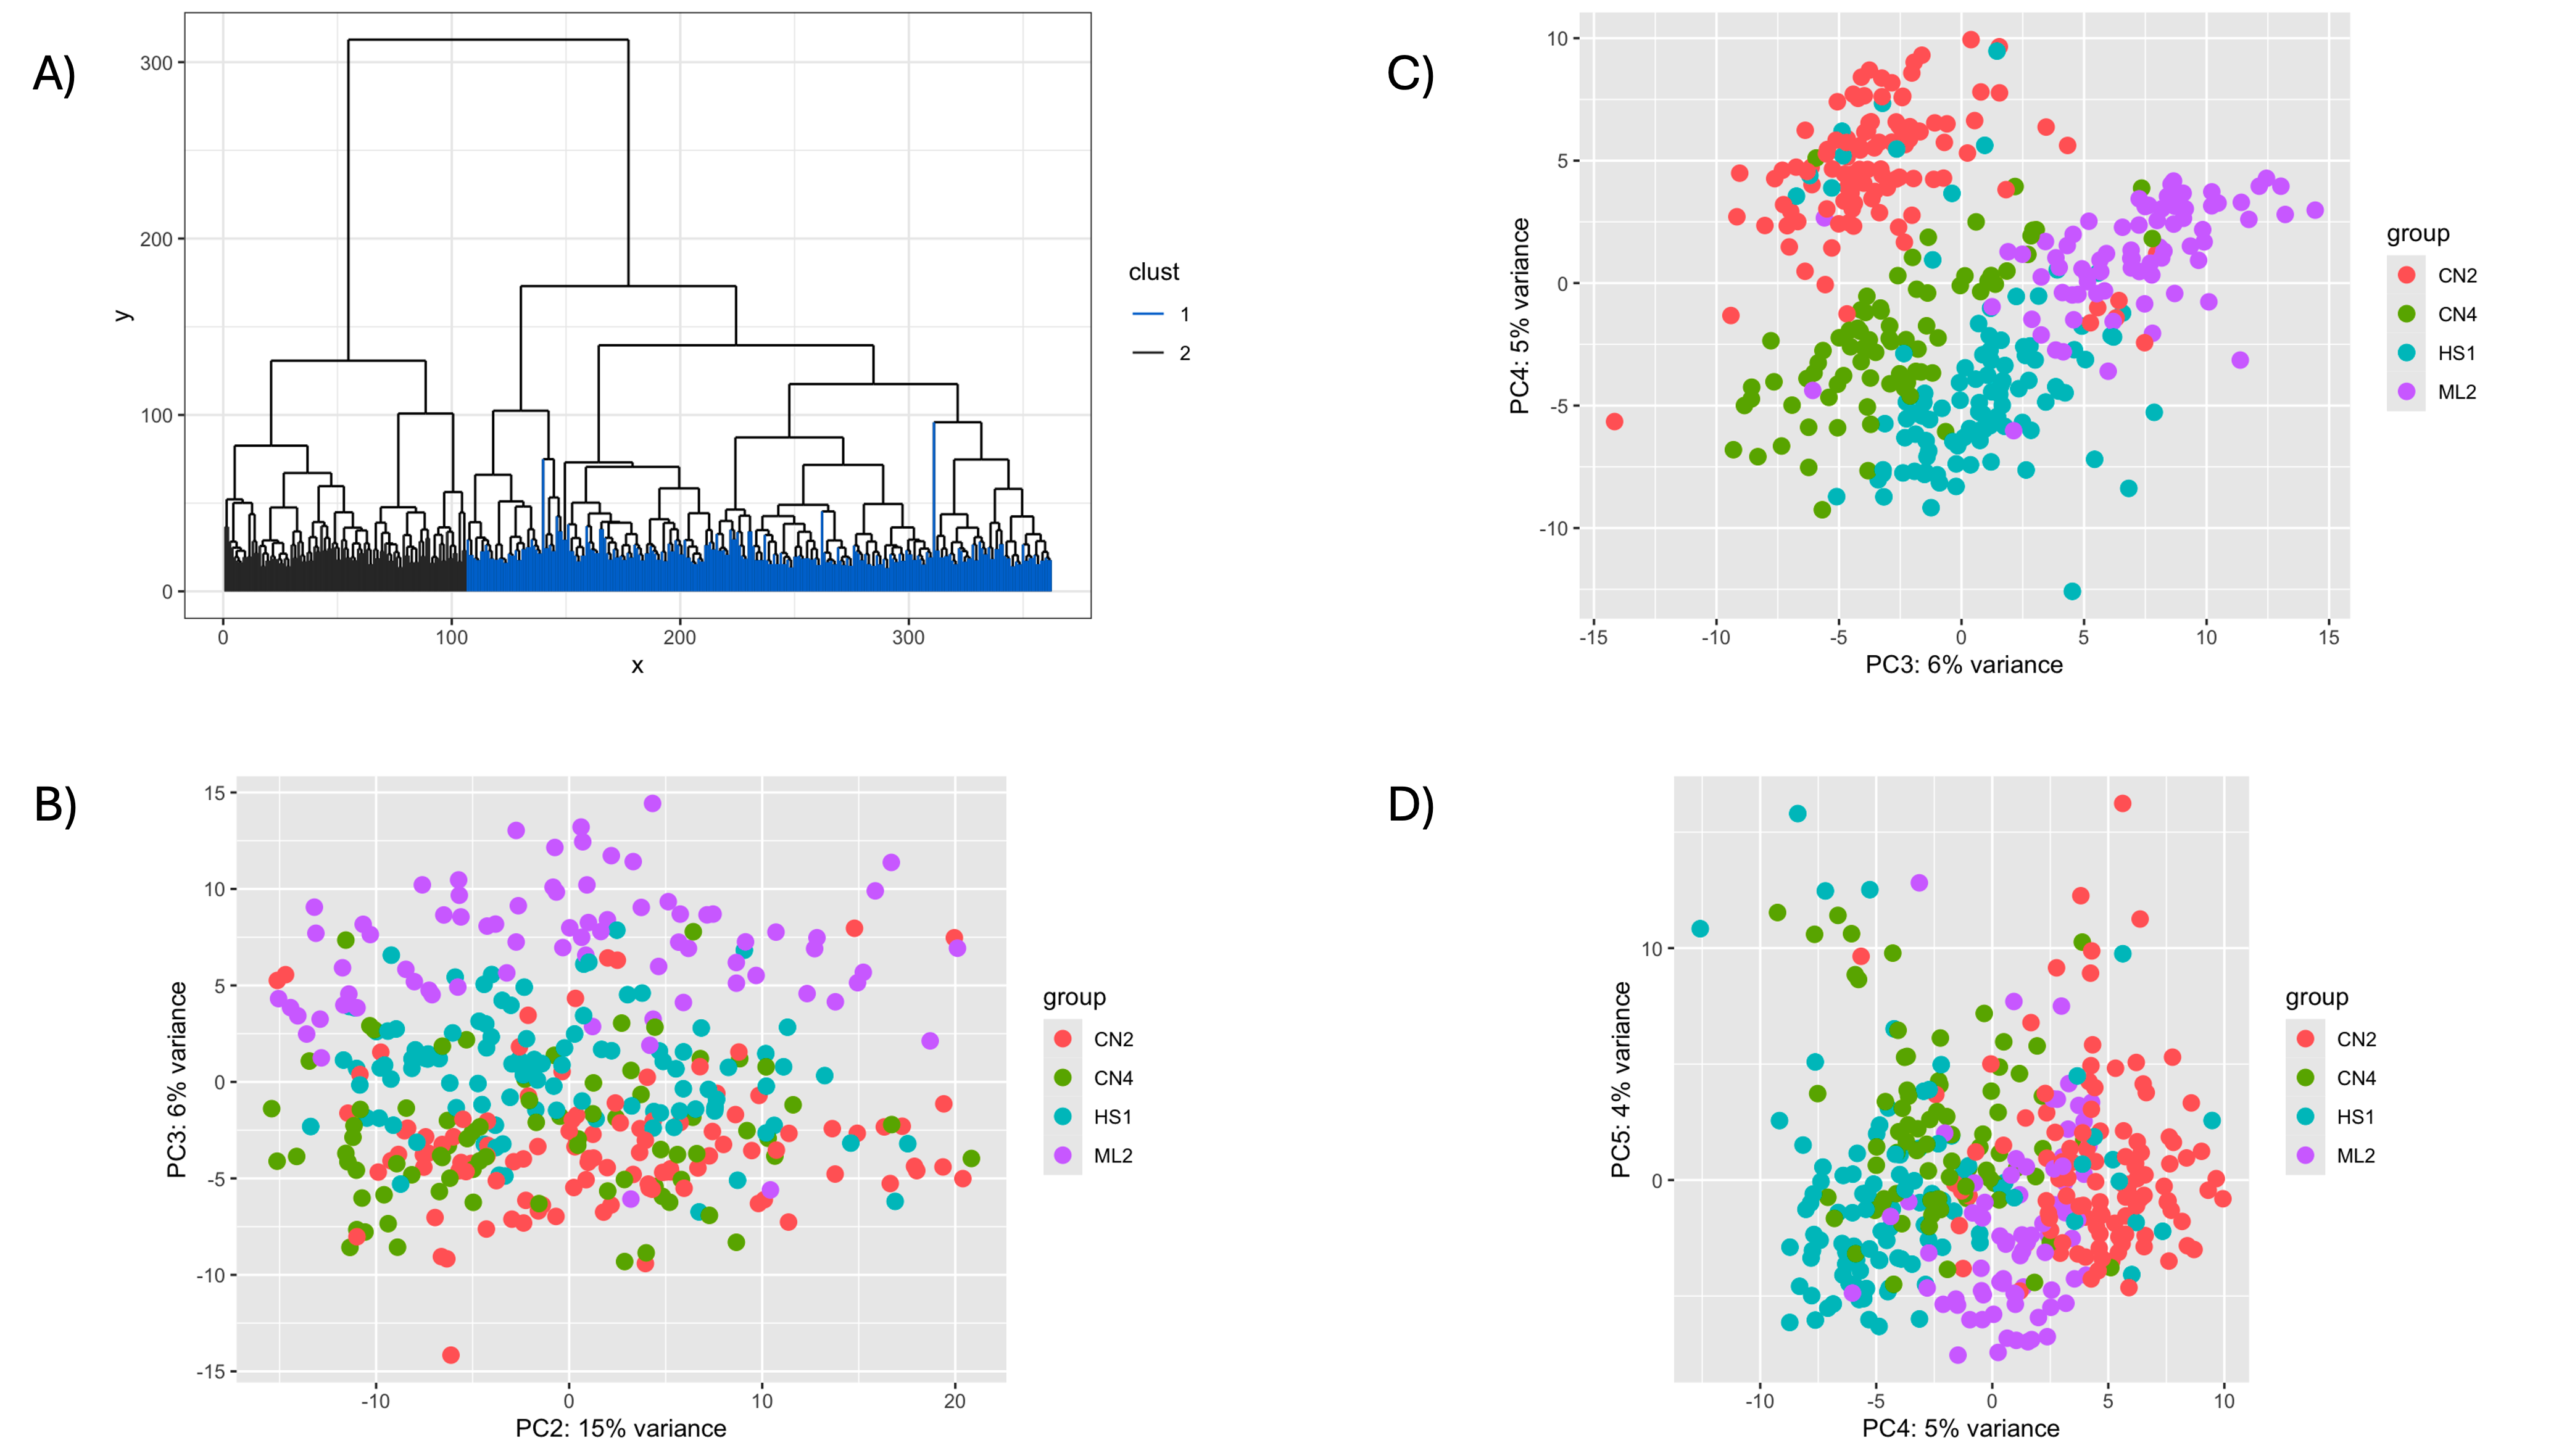 A)
300
200
100
0
y
0 100 200 300
x
clust
1
2
B)
15
10
5
0
-5
-10
-15
PC3: 6% variance
-10 0 10 20
PC2: 15% variance
group
CN2
CN4
HS1
ML2
C)
10
5
0
-5
-10
PC4: 5% variance
-15 -10 -5 0 5 10 15
PC3: 6% variance
group
CN2
CN4
HS1
ML2
D)
10
0
PC5: 4% variance
-10 -5 0 5 10
PC4: 5% variance
group
CN2
CN4
HS1
ML2